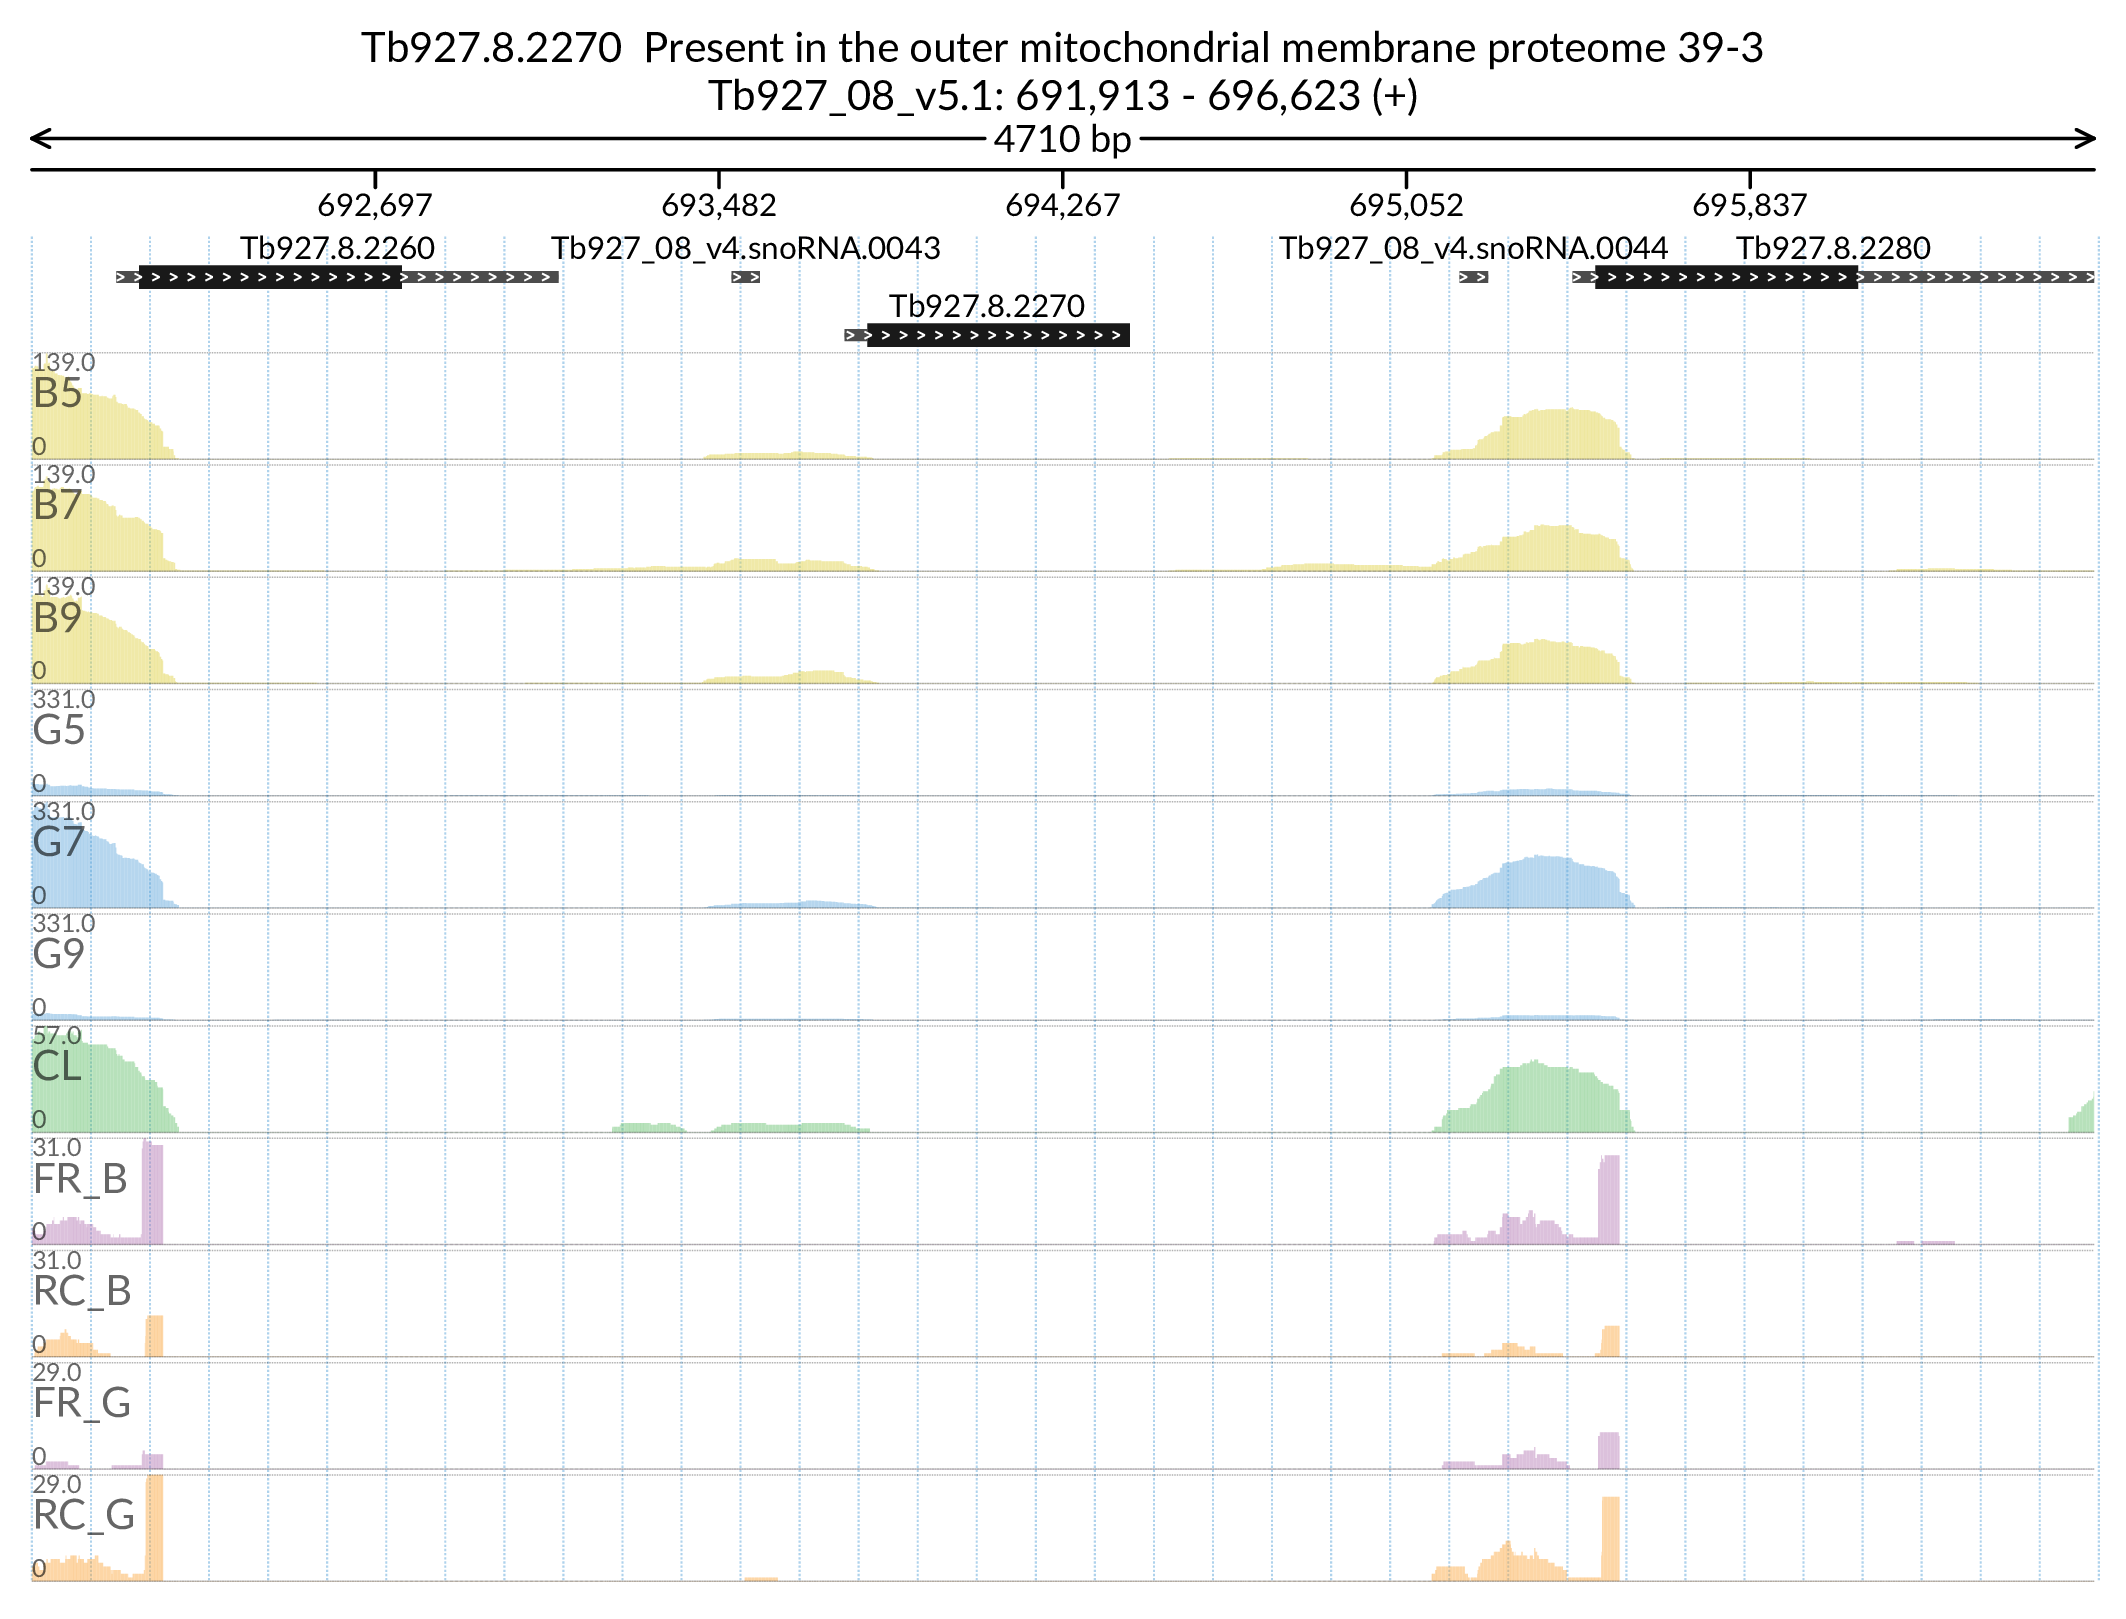 Tb927.8.2270  Present in the outer mitochondrial membrane proteome 39-3
Tb927_08_v5.1: 691,913 - 696,623 (+)
4710 bp
692,697 693,482 694,267 695,052 695,837
Tb927.8.2260 Tb927_08_v4.snoRNA.0043 Tb927_08_v4.snoRNA.0044 Tb927.8.2280
Tb927.8.2270
139.0
B5
0
139.0
B7
0
139.0
B9
0
331.0
G5
0
331.0
G7
0
331.0
G9
0
57.0
CL
0
31.0
FR_B
0
31.0
RC_B
0
29.0
FR_G
0
29.0
RC_G
0